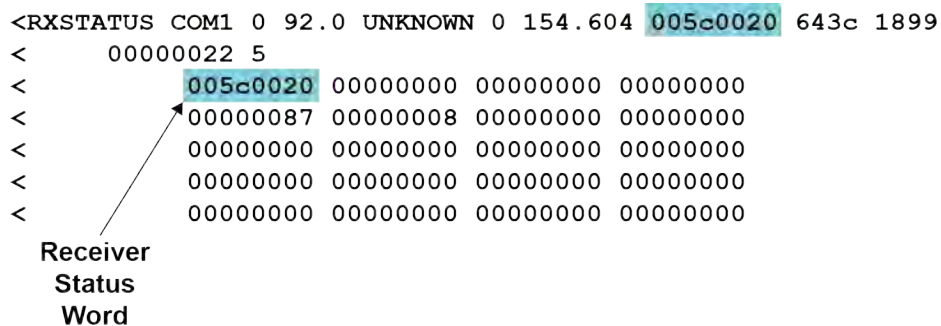 <RXSTATUS COM1 0 92.0 UNKNOWN 0 154.604 005c0020 643c 1899
< 00000022 5
< 005c0020 00000000 00000000 00000000
< 00000087 00000008 00000000 00000000
< 00000000 00000000 00000000 00000000
< 00000000 00000000 00000000 00000000
< 00000000 00000000 00000000 00000000
Receiver
Status
Word